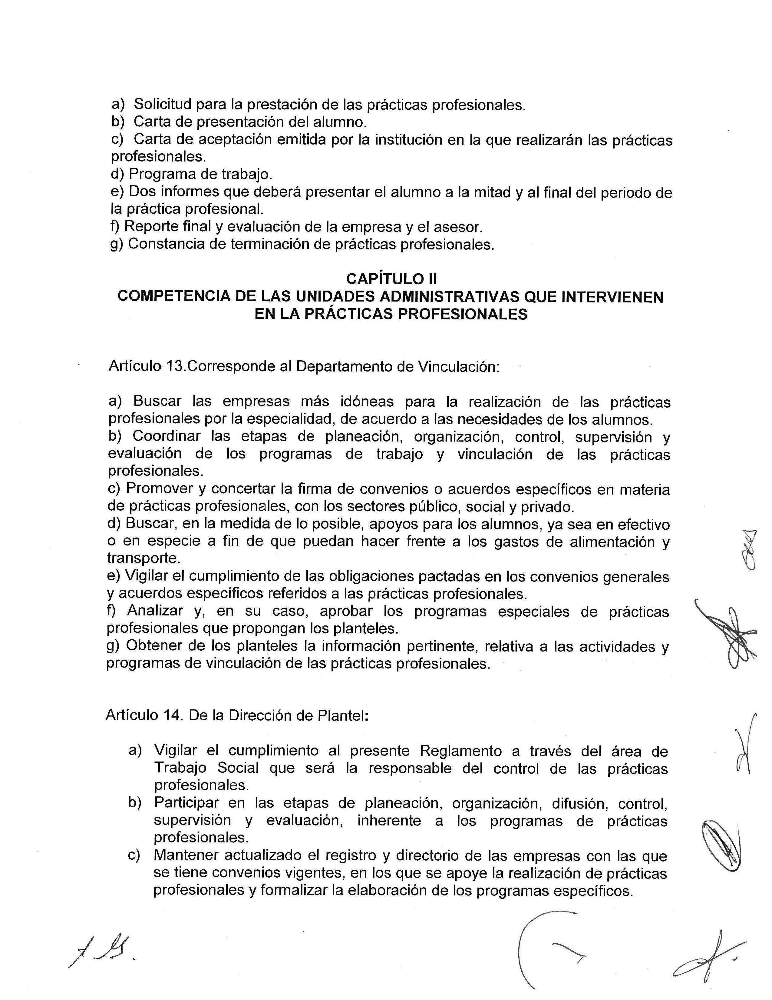 a) Solicitud para la prestación de las prácticas profesionales.
b) Carta de presentación del alumno.
c) Carta de aceptación emitida por la institución en la que realizarán las prácticas
profesionales.
d) Programa de trabajo.
e) Dos informes que deberá presentar el alumno a la mitad y al final del periodo de
la práctica profesional.
f) Reporte final y evaluación de la empresa y el asesor.
g) Constancia de terminación de prácticas profesionales.
CAPÍTULO II
COMPETENCIA DE LAS UNIDADES ADMINISTRATIVAS QUE INTERVIENEN
EN LA PRÁCTICAS PROFESIONALES
Artículo 13.Corresponde al Departamento de Vinculación:
a) Buscar las empresas más idóneas para la realización de las prácticas
profesionales por la especialidad, de acuerdo a las necesidades de los alumnos.
b) Coordinar las etapas de planeación, organización, control, supervisión y
evaluación de los programas de trabajo y vinculación de las prácticas
profesionales.
c) Promover y concertar la firma de convenios o acuerdos específicos en materia
de prácticas profesionales, con los sectores público, social y privado.
d) Buscar, en la medida de lo posible, apoyos para los alumnos, ya sea en efectivo
o en especie a fin de que puedan hacer frente a los gastos de alimentación y
transporte.
e) Vigilar el cumplimiento de las obligaciones pactadas en los convenios generales
y acuerdos específicos referidos a las prácticas profesionales.
f) Analizar y, en su caso, aprobar los programas especiales de prácticas
profesionales que propongan los planteles.
g) Obtener de los planteles la información pertinente, relativa a las actividades y
programas de vinculación de las prácticas profesionales.
Artículo 14. De la Dirección de Plantel:
a) Vigilar el cumplimiento al presente Reglamento a través del área de
Trabajo Social que será la responsable del control de las prácticas
profesionales.
b) Participar en las etapas de planeación, organización, difusión, control,
supervisión y evaluación, inherente a los programas de prácticas
profesionales.
c) Mantener actualizado el registro y directorio de las empresas con las que
se tiene convenios vigentes, en los que se apoye la realización de prácticas
profesionales y formalizar la elaboración de los programas específicos.